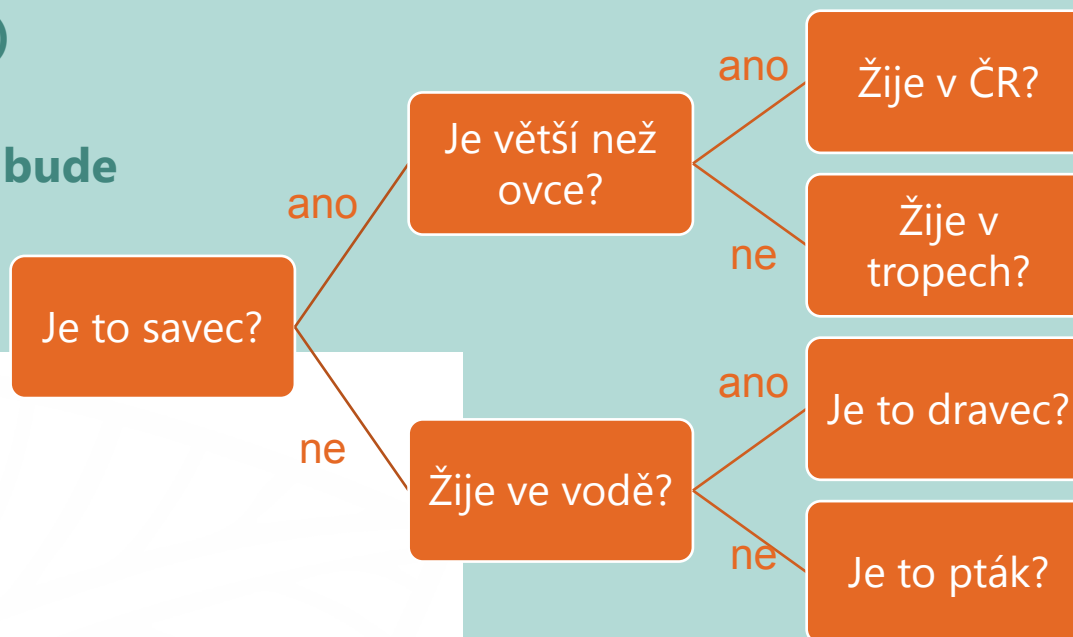 )
bude
Je to savec?
ano
ne
Je větší než
ovce?
Žije ve vodě?
ano
ne
ano
ne
Žije v ČR?
Žije v
tropech?
Je to dravec?
Je to pták?